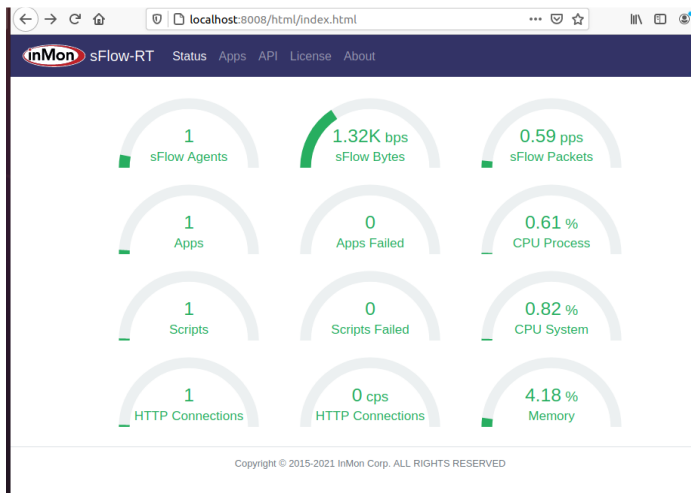 localhost:8008/html/index.html
inMon sFlow-RT Status Apps API License About
1 1.32K bps 0.59 pps
sFlow Agents sFlow Bytes sFlow Packets
1 0 0.61 %
Apps Apps Failed CPU Process
1 0 0.82 %
Scripts Scripts Failed CPU System
1 0 cps 4.18 %
HTTP Connections HTTP Connections Memory
Copyright © 2015-2021 InMon Corp. ALL RIGHTS RESERVED